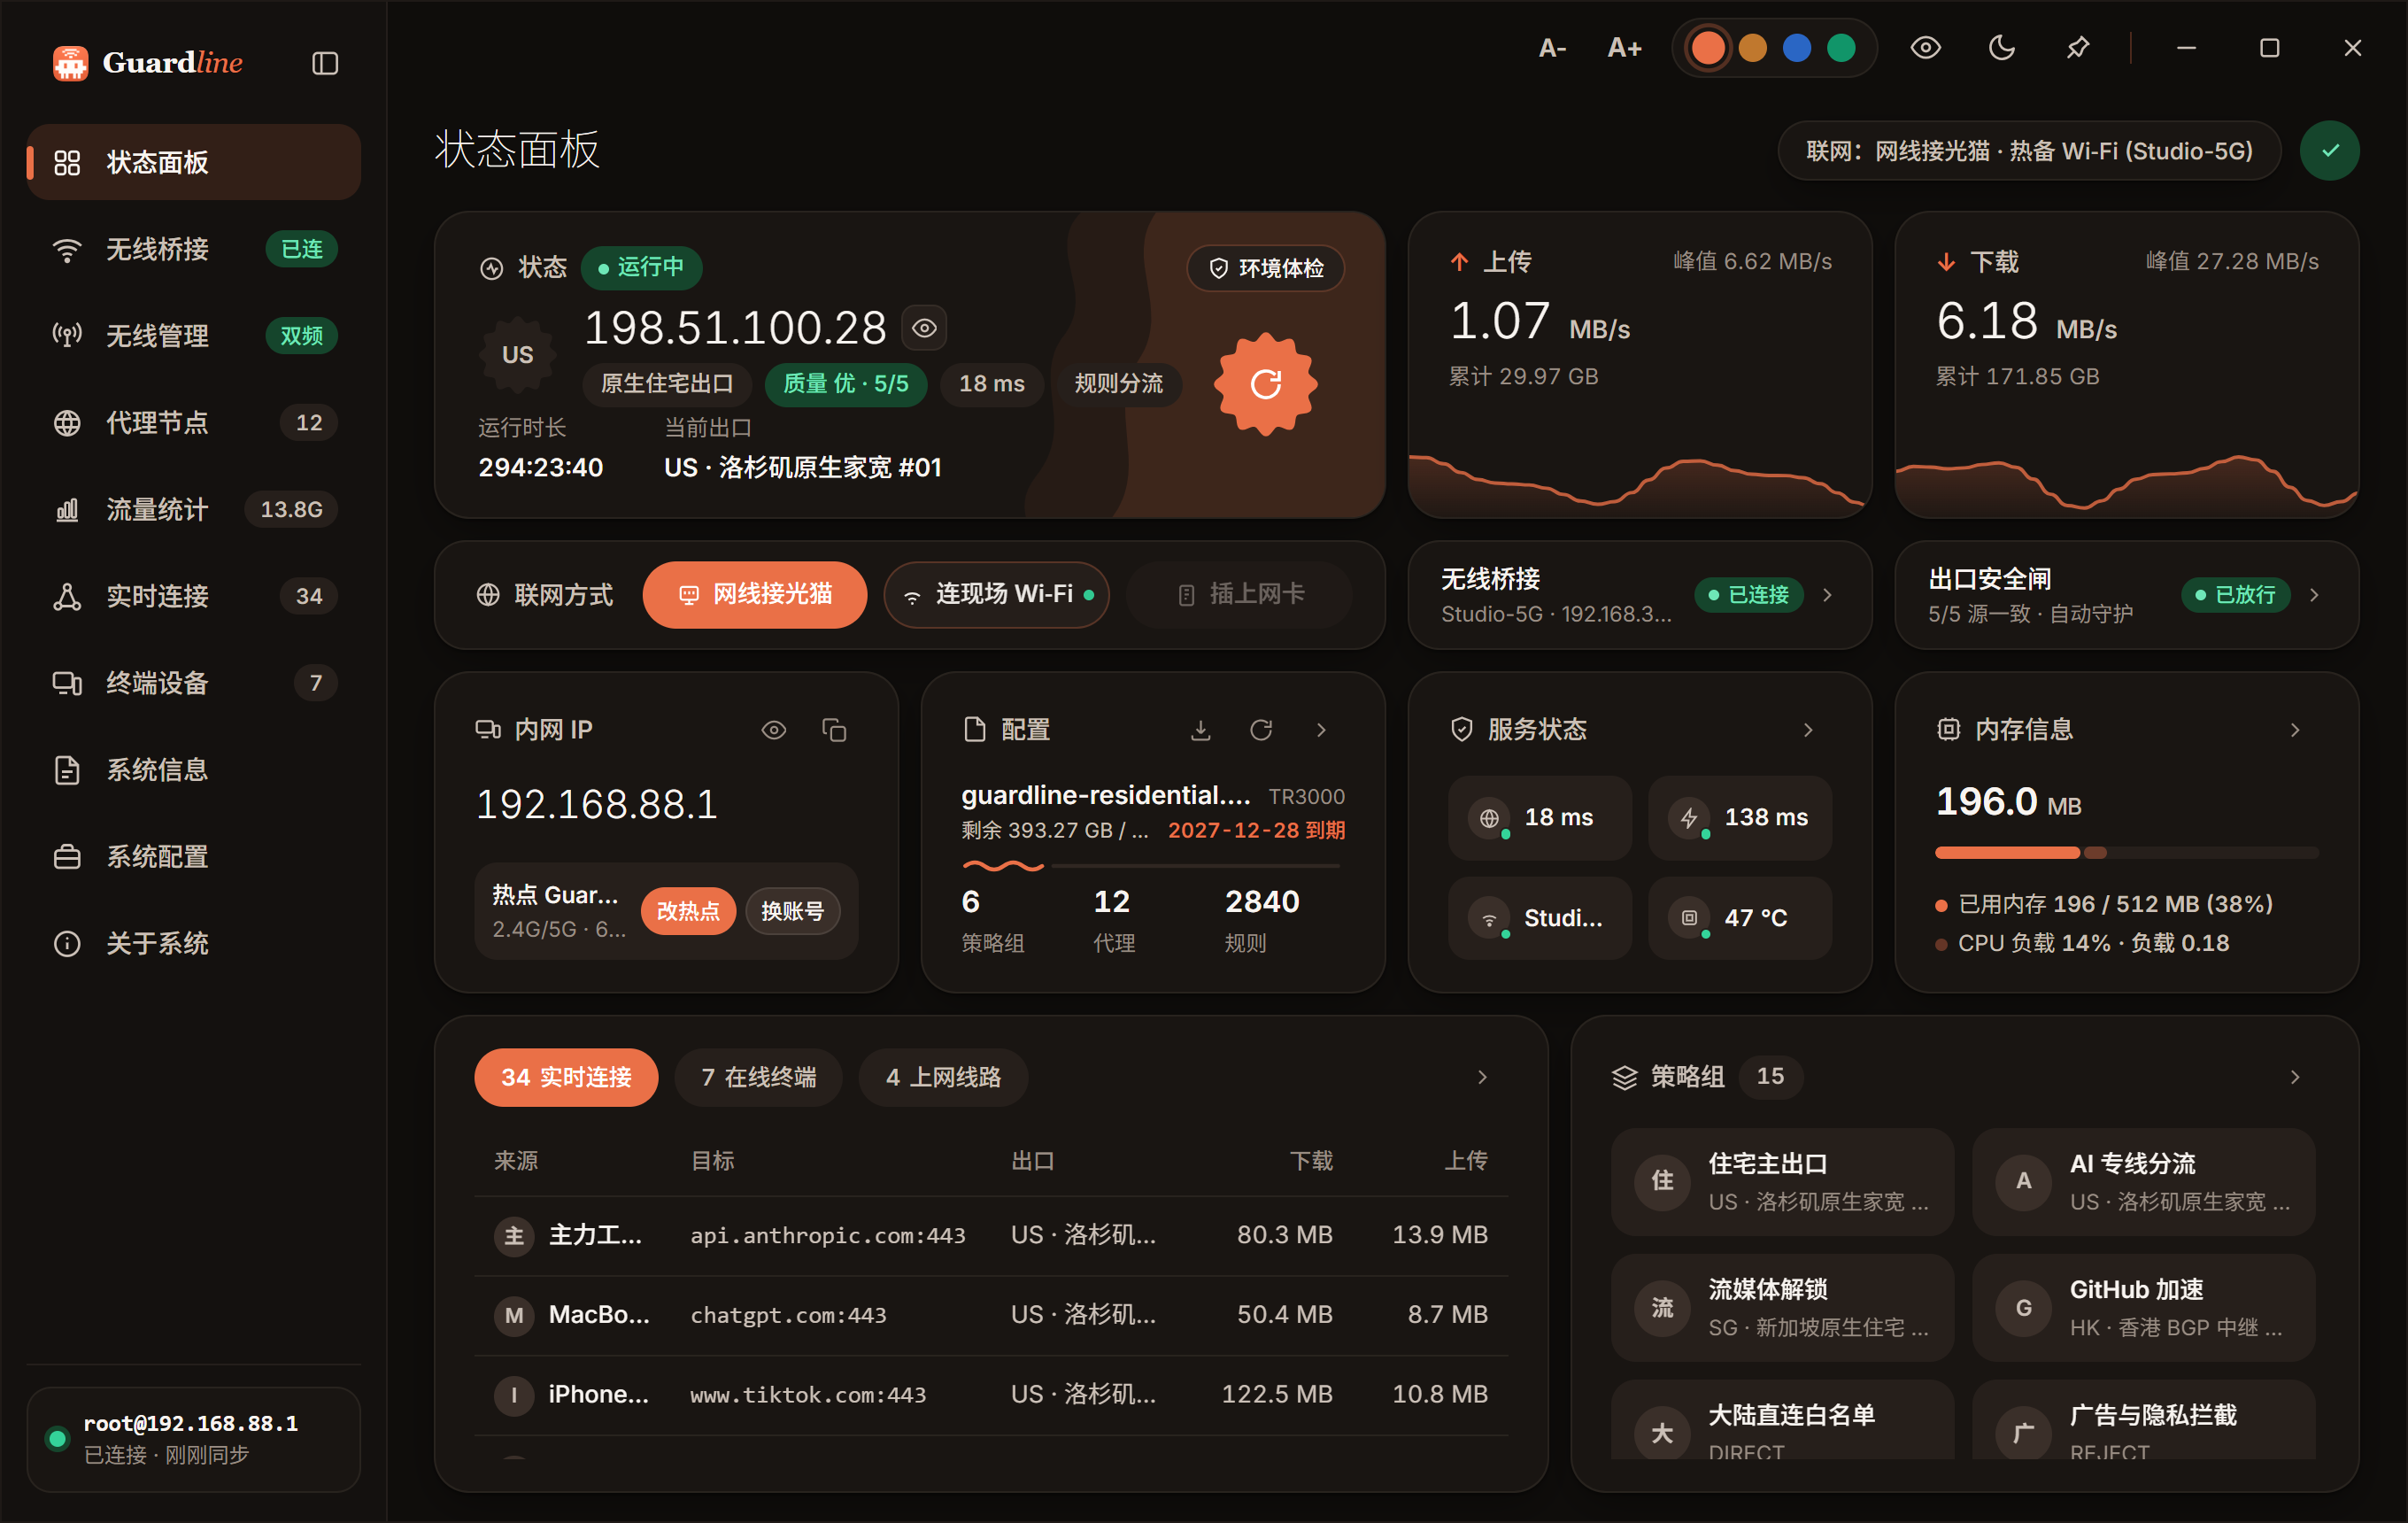 Guardline
A-
A+
状态面板
无线桥接
已连
无线管理
双频
代理节点
12
流量统计
13.8G
实时连接
34
终端设备
7
系统信息
系统配置
关于系统
root@192.168.88.1
已连接 · 刚刚同步
状态面板
联网：网线接光猫 · 热备 Wi-Fi (Studio-5G)
状态
运行中
环境体检
US
198.51.100.28
原生住宅出口
质量 优 · 5/5
18 ms
规则分流
运行时长
当前出口
294:23:40
US · 洛杉矶原生家宽 #01
上传
峰值 6.62 MB/s
1.07 MB/s
累计 29.97 GB
下载
峰值 27.28 MB/s
6.18 MB/s
累计 171.85 GB
联网方式
网线接光猫
连现场 Wi-Fi
插上网卡
无线桥接
Studio-5G · 192.168.3...
已连接
出口安全闸
5/5 源一致 · 自动守护
已放行
内网 IP
192.168.88.1
热点 Guar...
2.4G/5G · 6...
改热点
换账号
配置
guardline-residential....
TR3000
剩余 393.27 GB / ...
2027-12-28 到期
6
12
2840
策略组
代理
规则
服务状态
18 ms
138 ms
Studi...
47 °C
内存信息
196.0 MB
已用内存 196 / 512 MB (38%)
CPU 负载 14% · 负载 0.18
34 实时连接
7 在线终端
4 上网线路
来源
目标
出口
下载
上传
主
主力工...
api.anthropic.com:443
US · 洛杉矶...
80.3 MB
13.9 MB
M
MacBo...
chatgpt.com:443
US · 洛杉矶...
50.4 MB
8.7 MB
I
iPhone...
www.tiktok.com:443
US · 洛杉矶...
122.5 MB
10.8 MB
策略组
15
住
住宅主出口
US · 洛杉矶原生家宽 ...
A
AI 专线分流
US · 洛杉矶原生家宽 ...
流
流媒体解锁
SG · 新加坡原生住宅 ...
G
GitHub 加速
HK · 香港 BGP 中继 ...
大
大陆直连白名单
DIRECT
广
广告与隐私拦截
REJECT